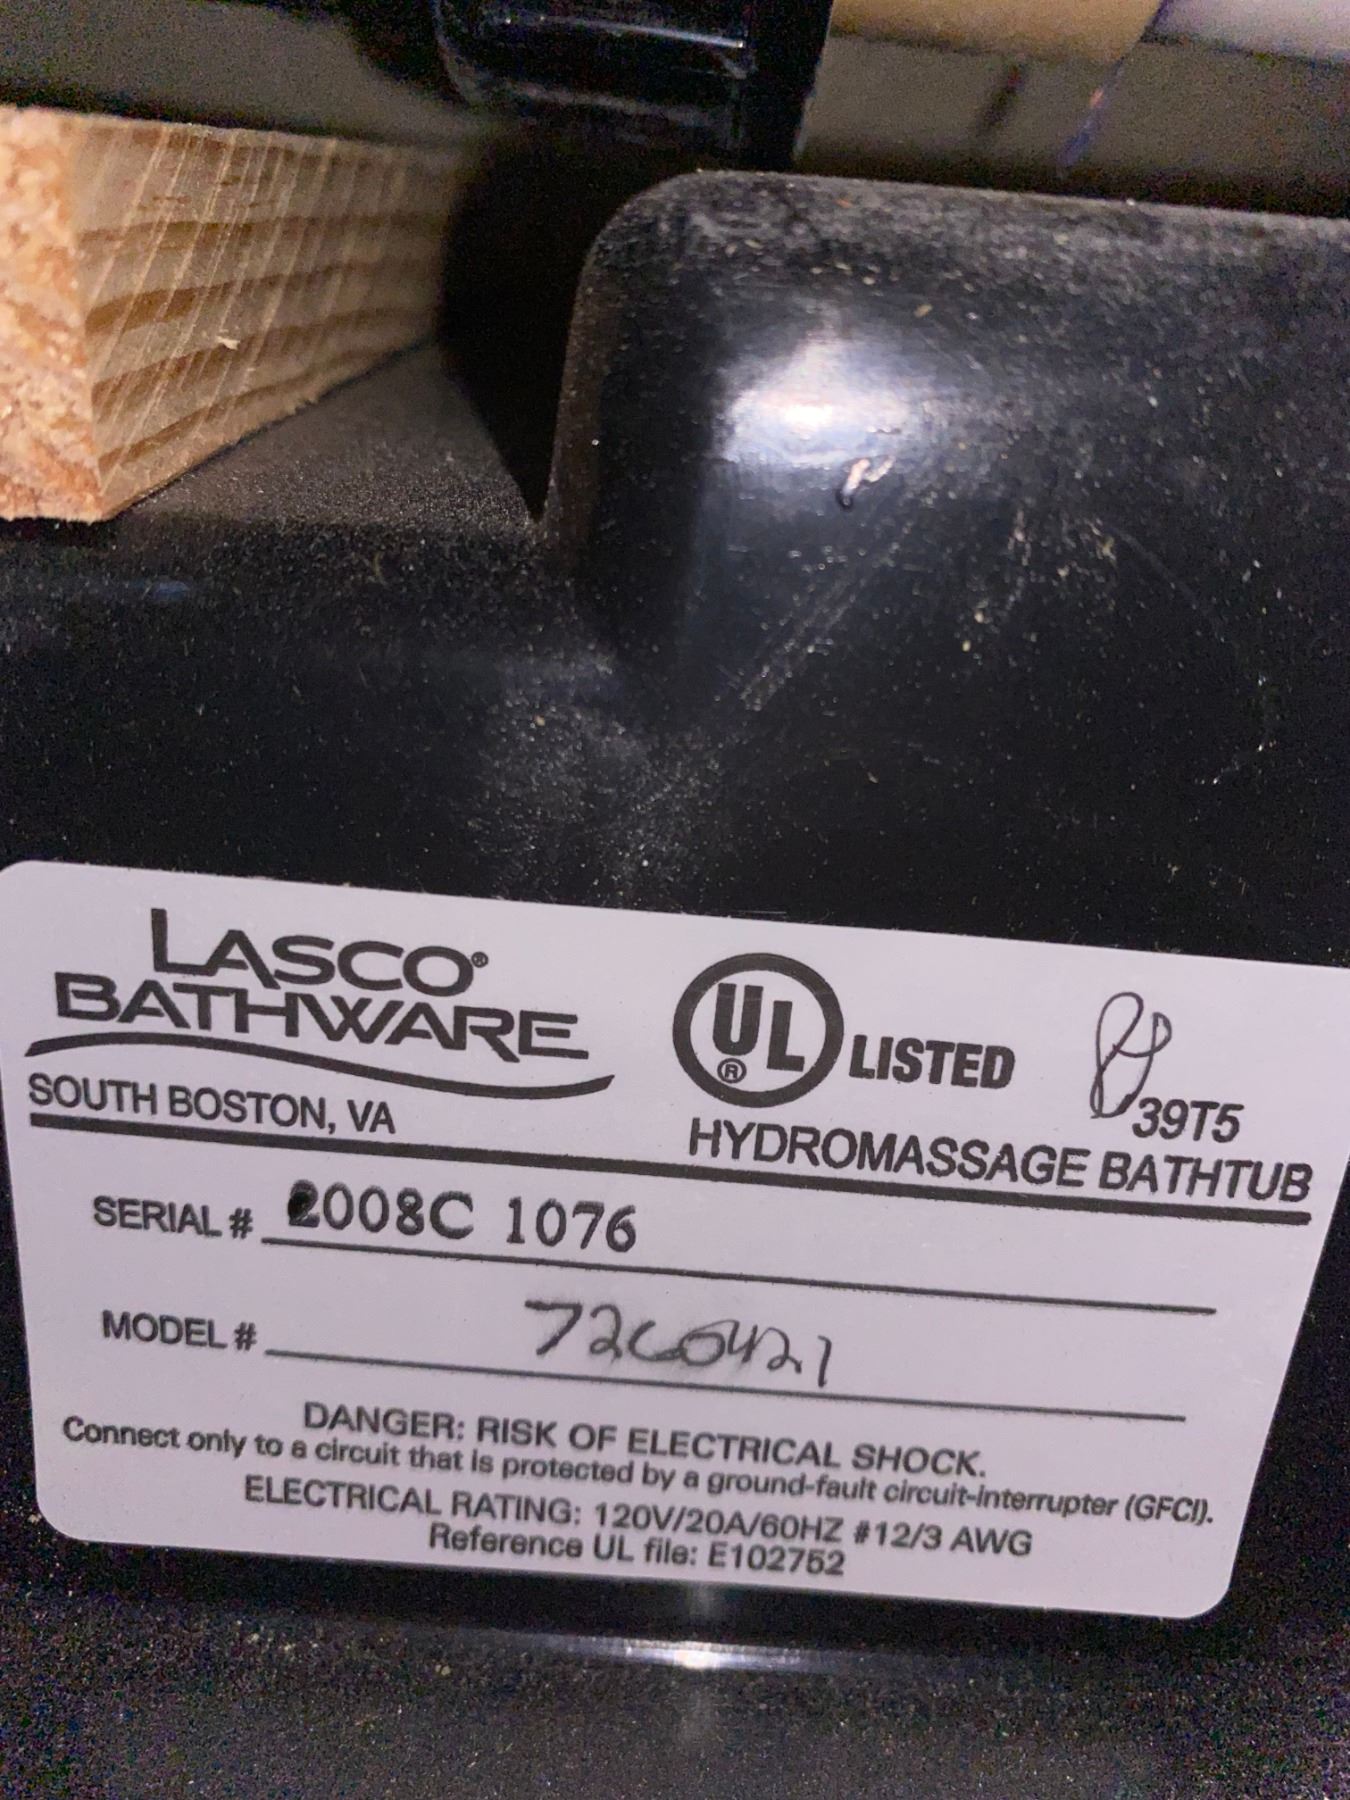 LASCO®
BATHWARE
SOUTH BOSTON, VA
UL ® LISTED
39T5
HYDROMASSAGE BATHTUB
SERIAL # 2008C 1076
MODEL #
DANGER: RISK OF ELECTRICAL SHOCK.
Connect only to a circuit that is protected by a ground-fault circuit-interrupter (GFCI).
ELECTRICAL RATING: 120V/20A/60HZ #12/3 AWG
Reference UL file: E102752